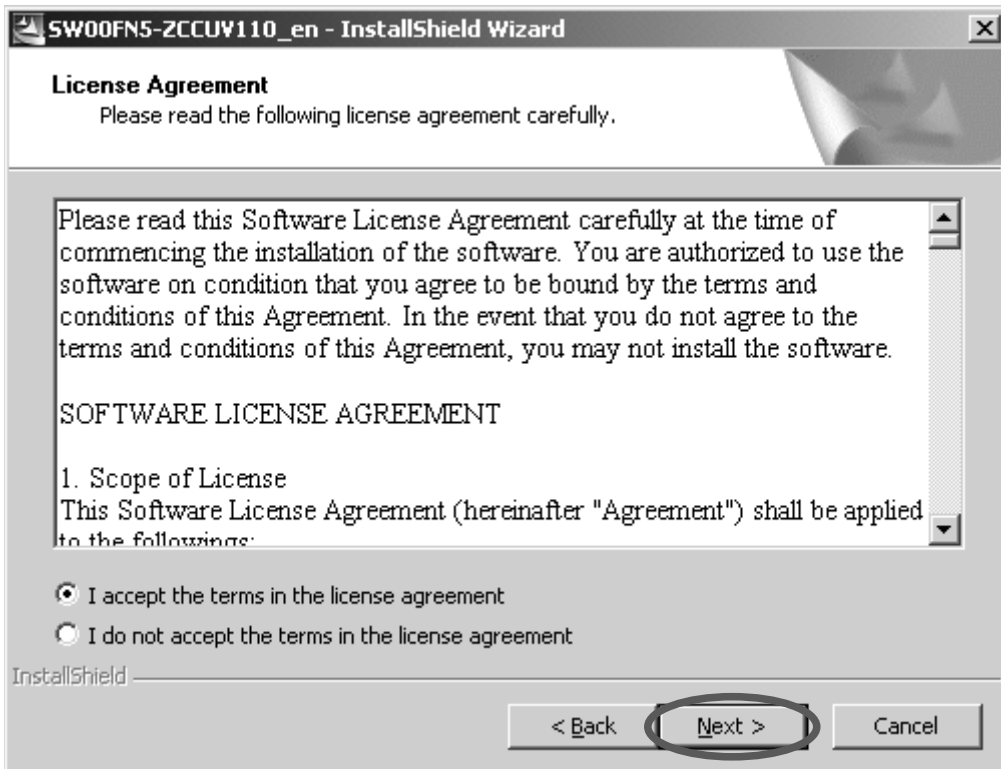 SW00FN5-ZCCUV110_en - InstallShield Wizard
License Agreement
Please read the following license agreement carefully.
Please read this Software License Agreement carefully at the time of
commencing the installation of the software. You are authorized to use the
software on condition that you agree to be bound by the terms and
conditions of this Agreement. In the event that you do not agree to the
terms and conditions of this Agreement, you may not install the software.
SOFTWARE LICENSE AGREEMENT
1. Scope of License
This Software License Agreement (hereinafter "Agreement") shall be applied
to the followings:
I accept the terms in the license agreement
I do not accept the terms in the license agreement
InstallShield
< Back Next > Cancel